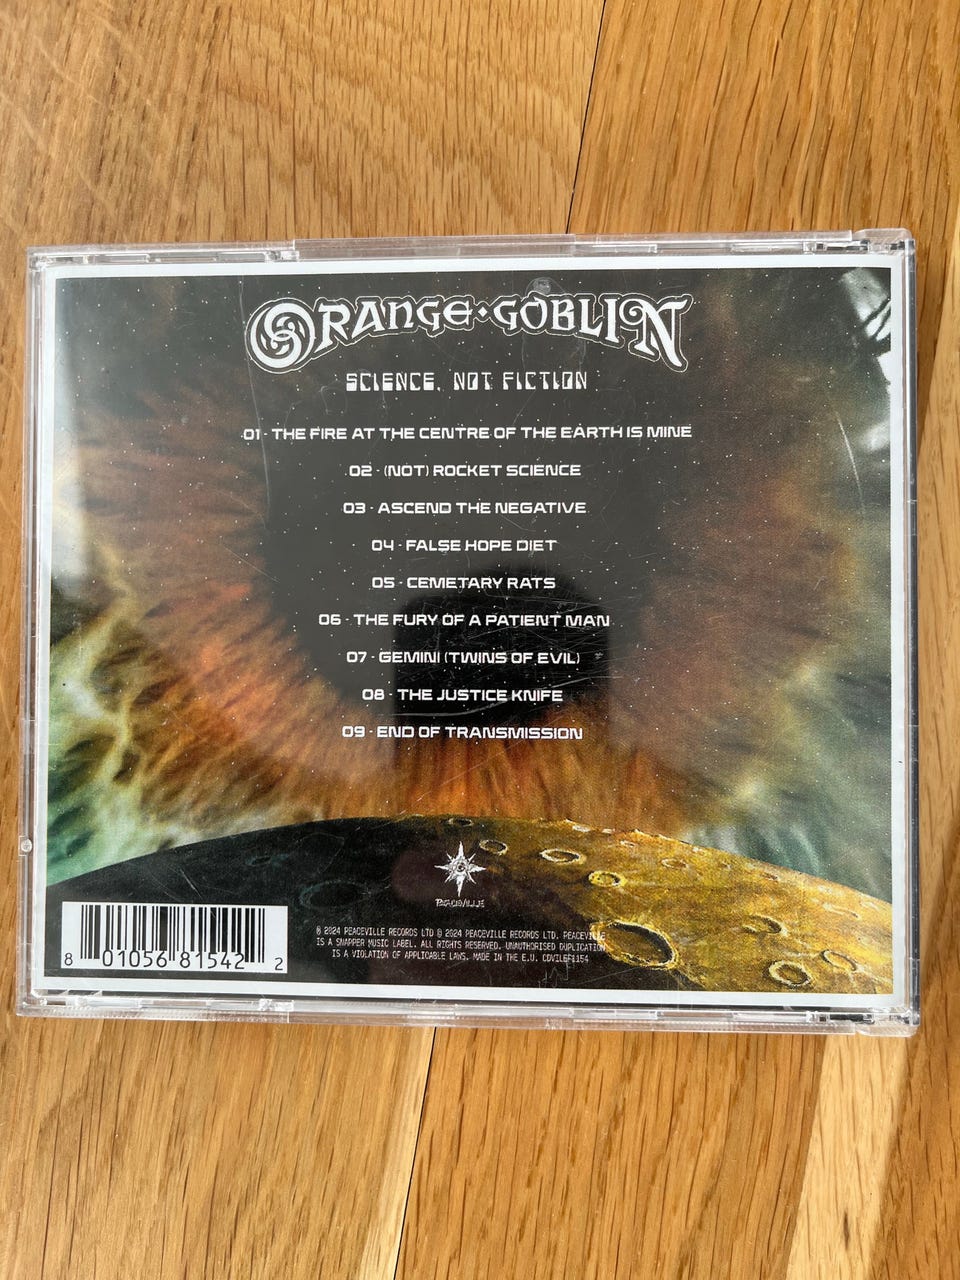 ORANGE·GOBLIN
SCIENCE, NOT FICTION
01 - THE FIRE AT THE CENTRE OF THE EARTH IS MINE
02 - (NOT) ROCKET SCIENCE
03 - ASCEND THE NEGATIVE
04 - FALSE HOPE DIET
05 - CEMETARY RATS
06 - THE FURY OF A PATIENT MAN
07 - GEMINI (TWINS OF EVIL)
08 - THE JUSTICE KNIFE
09 - END OF TRANSMISSION
PEACEVILLE
℗ 2024 PEACEVILLE RECORDS LTD © 2024 PEACEVILLE RECORDS LTD. PEACEVILLE
IS A SNAPPER MUSIC LABEL. ALL RIGHTS RESERVED. UNAUTHORISED DUPLICATION
IS A VIOLATION OF APPLICABLE LAWS. MADE IN THE E.U. CDVILEF1154
8 01056 81542 2